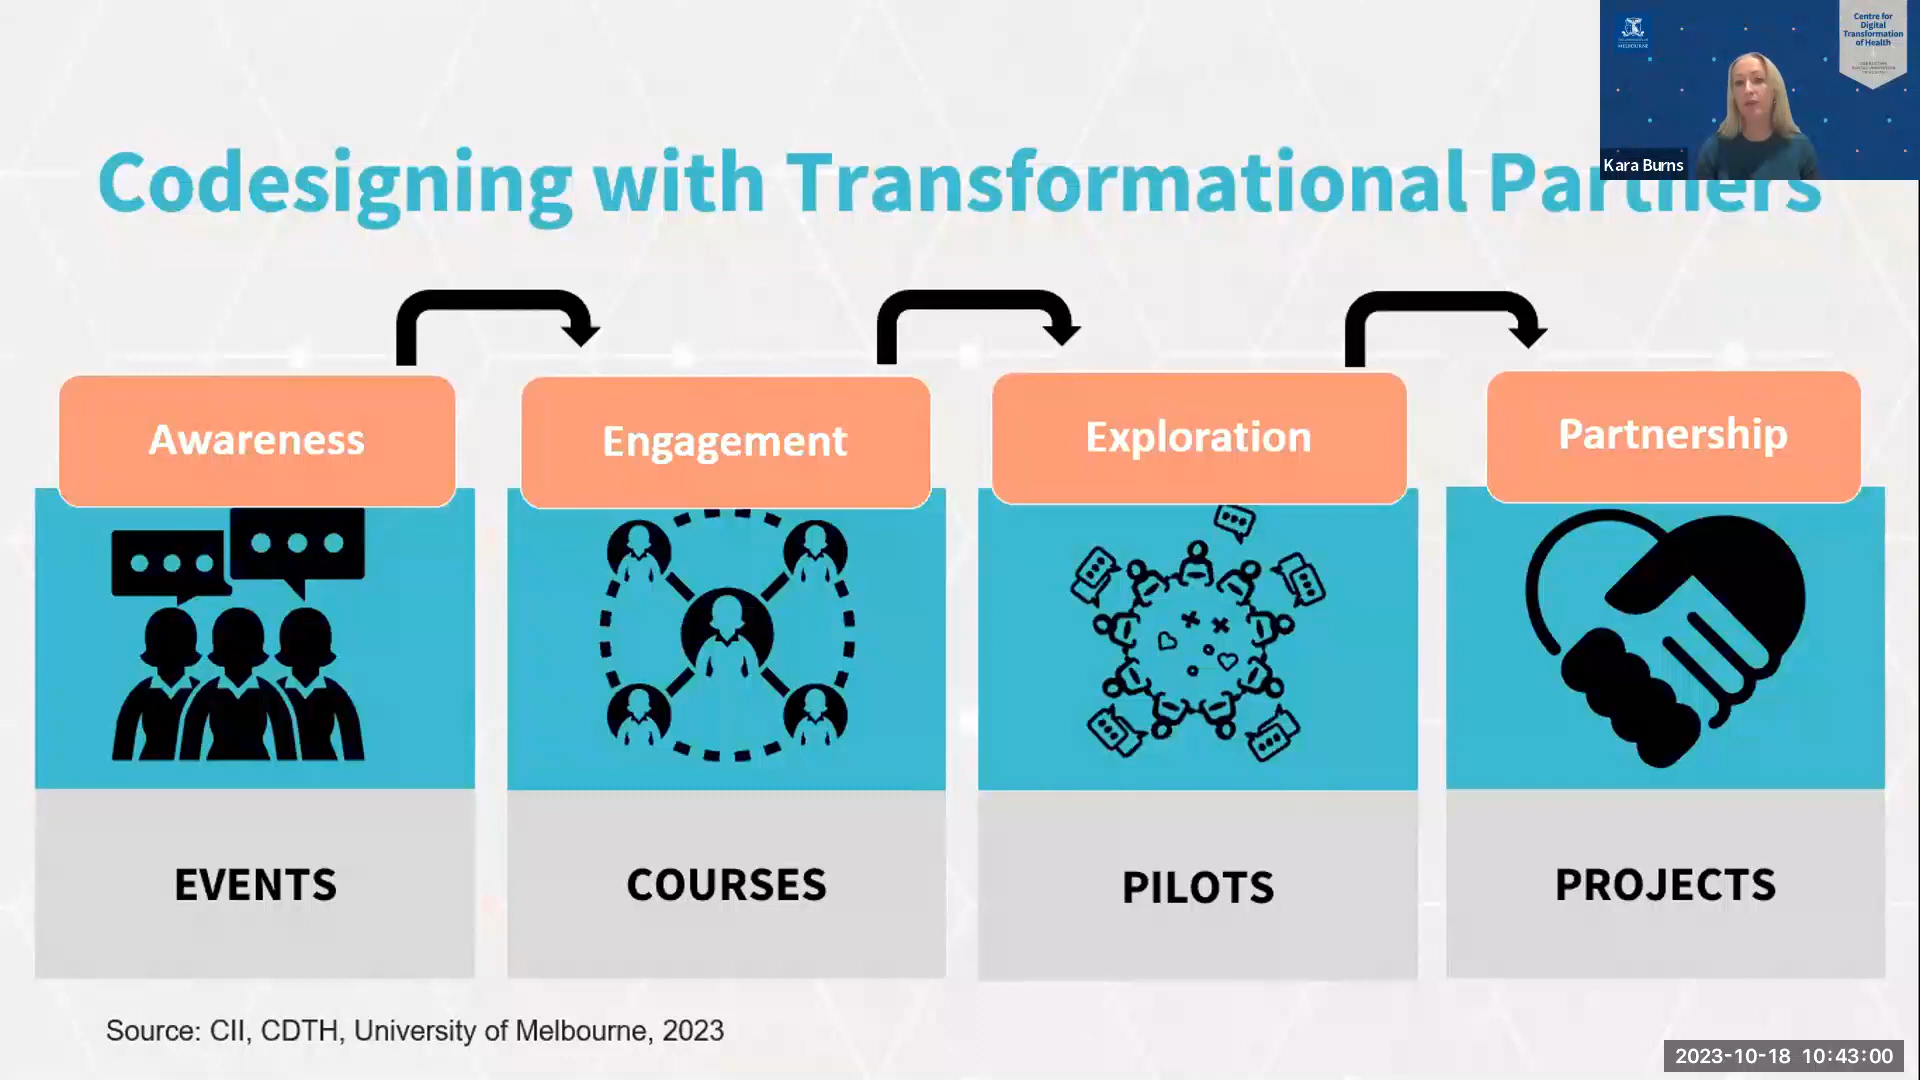 Centre for
Digital
Transformation
of Health
MELBOURNE
Kara Burns
Codesigning with Transformational Partners
Awareness
Engagement
Exploration
Partnership
EVENTS
COURSES
PILOTS
PROJECTS
Source: CII, CDTH, University of Melbourne, 2023
2023-10-18 10:43:00